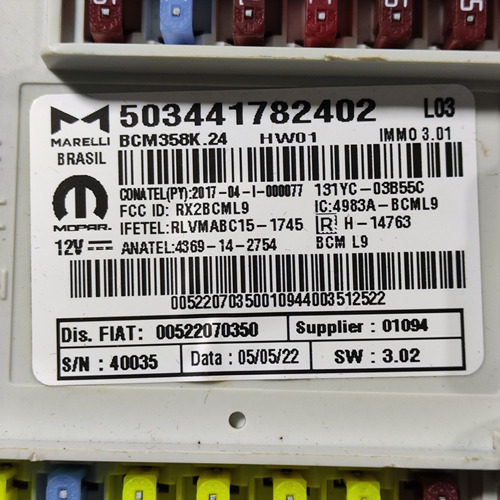 5
503441782402 L03
MARELLI BCM358K.24 HW01 IMMO 3.01
BRASIL
CONATEL(PY):2017-04-I-000077 131YC-03B55C
FCC ID: RX2BCML9 IC:4983A-BCML9
MOPAR. IFETEL:RLVMABC15-1745 R H-14763
12V ANATEL:4369-14-2754 BCM L9
00522070350010944003512522
Dis. FIAT: 00522070350 Supplier : 01094
S/N : 40035 Data : 05/05/22 SW : 3.02